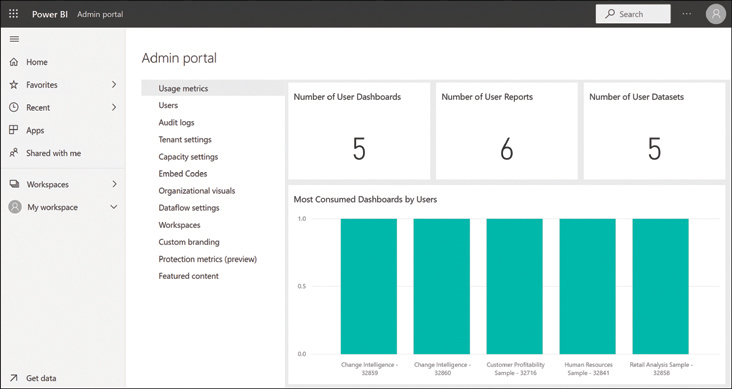 Power BI Admin portal Search
Home
Favorites
Recent
Apps
Shared with me
Workspaces
My workspace
Get data
Admin portal
Usage metrics
Users
Audit logs
Tenant settings
Capacity settings
Embed Codes
Organizational visuals
Dataflow settings
Workspaces
Custom branding
Protection metrics (preview)
Featured content
Number of User Dashboards
5
Number of User Reports
6
Number of User Datasets
5
Most Consumed Dashboards by Users
1.0
0.5
0.0
Change Intelligence -
32859
Change Intelligence -
32860
Customer Profitability
Sample - 32716
Human Resources
Sample - 32841
Retail Analysis Sample -
32858